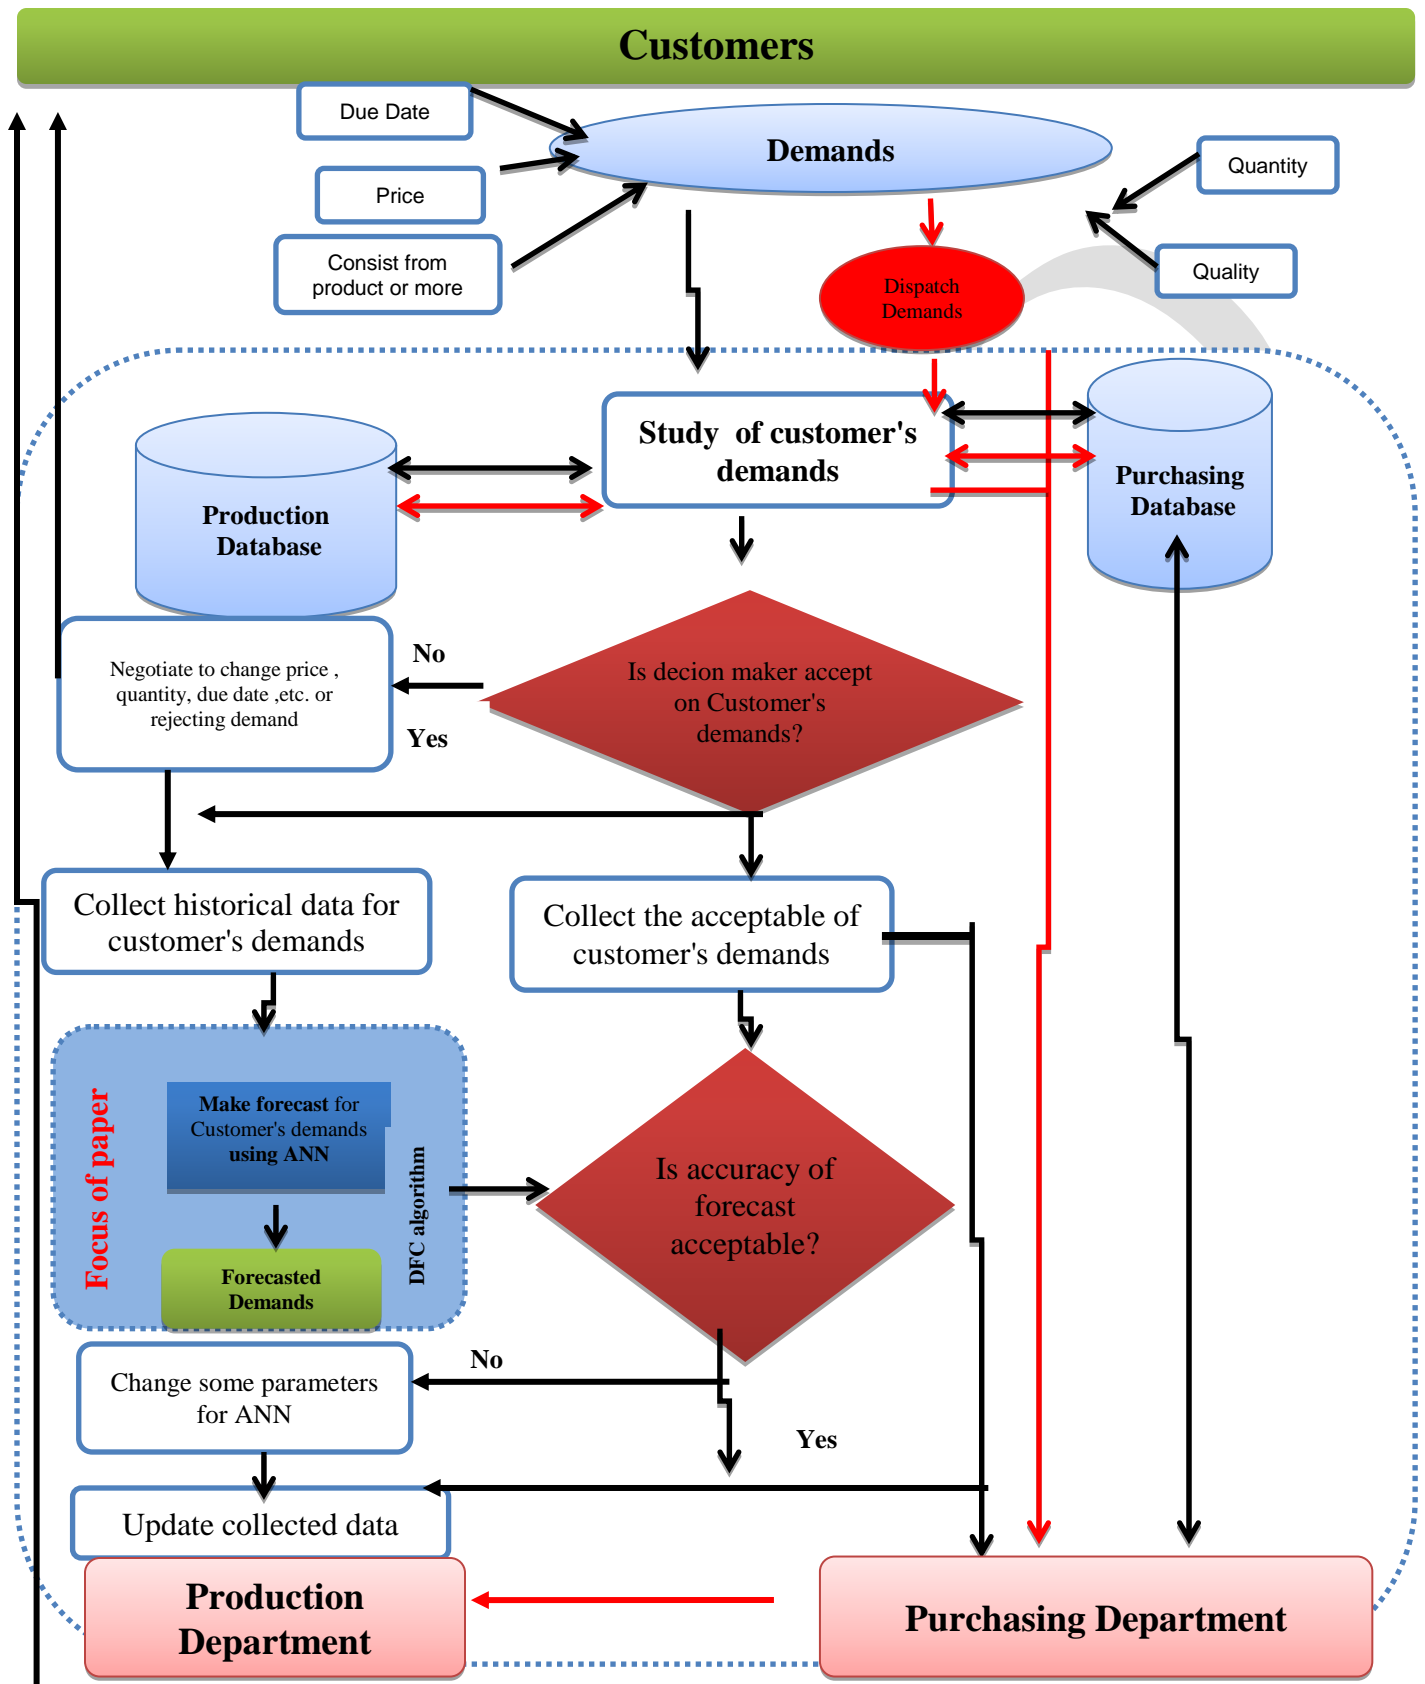 Customers
Due Date
Demands
Quantity
Price
Consist from
product or more
Quality
Dispatch
Demands
Study of customer's
demands
Purchasing
Database
Production
Database
No
Negotiate to change price ,
quantity, due date ,etc. or
rejecting demand
Is decion maker accept
on Customer's
demands?
Yes
Collect historical data for
customer's demands
Collect the acceptable of
customer's demands
Focus of paper
Make forecast for
Customer's demands
using ANN
DFC algorithm
Is accuracy of
forecast
acceptable?
Forecasted
Demands
No
Change some parameters
for ANN
Yes
Update collected data
Production
Department
Purchasing Department